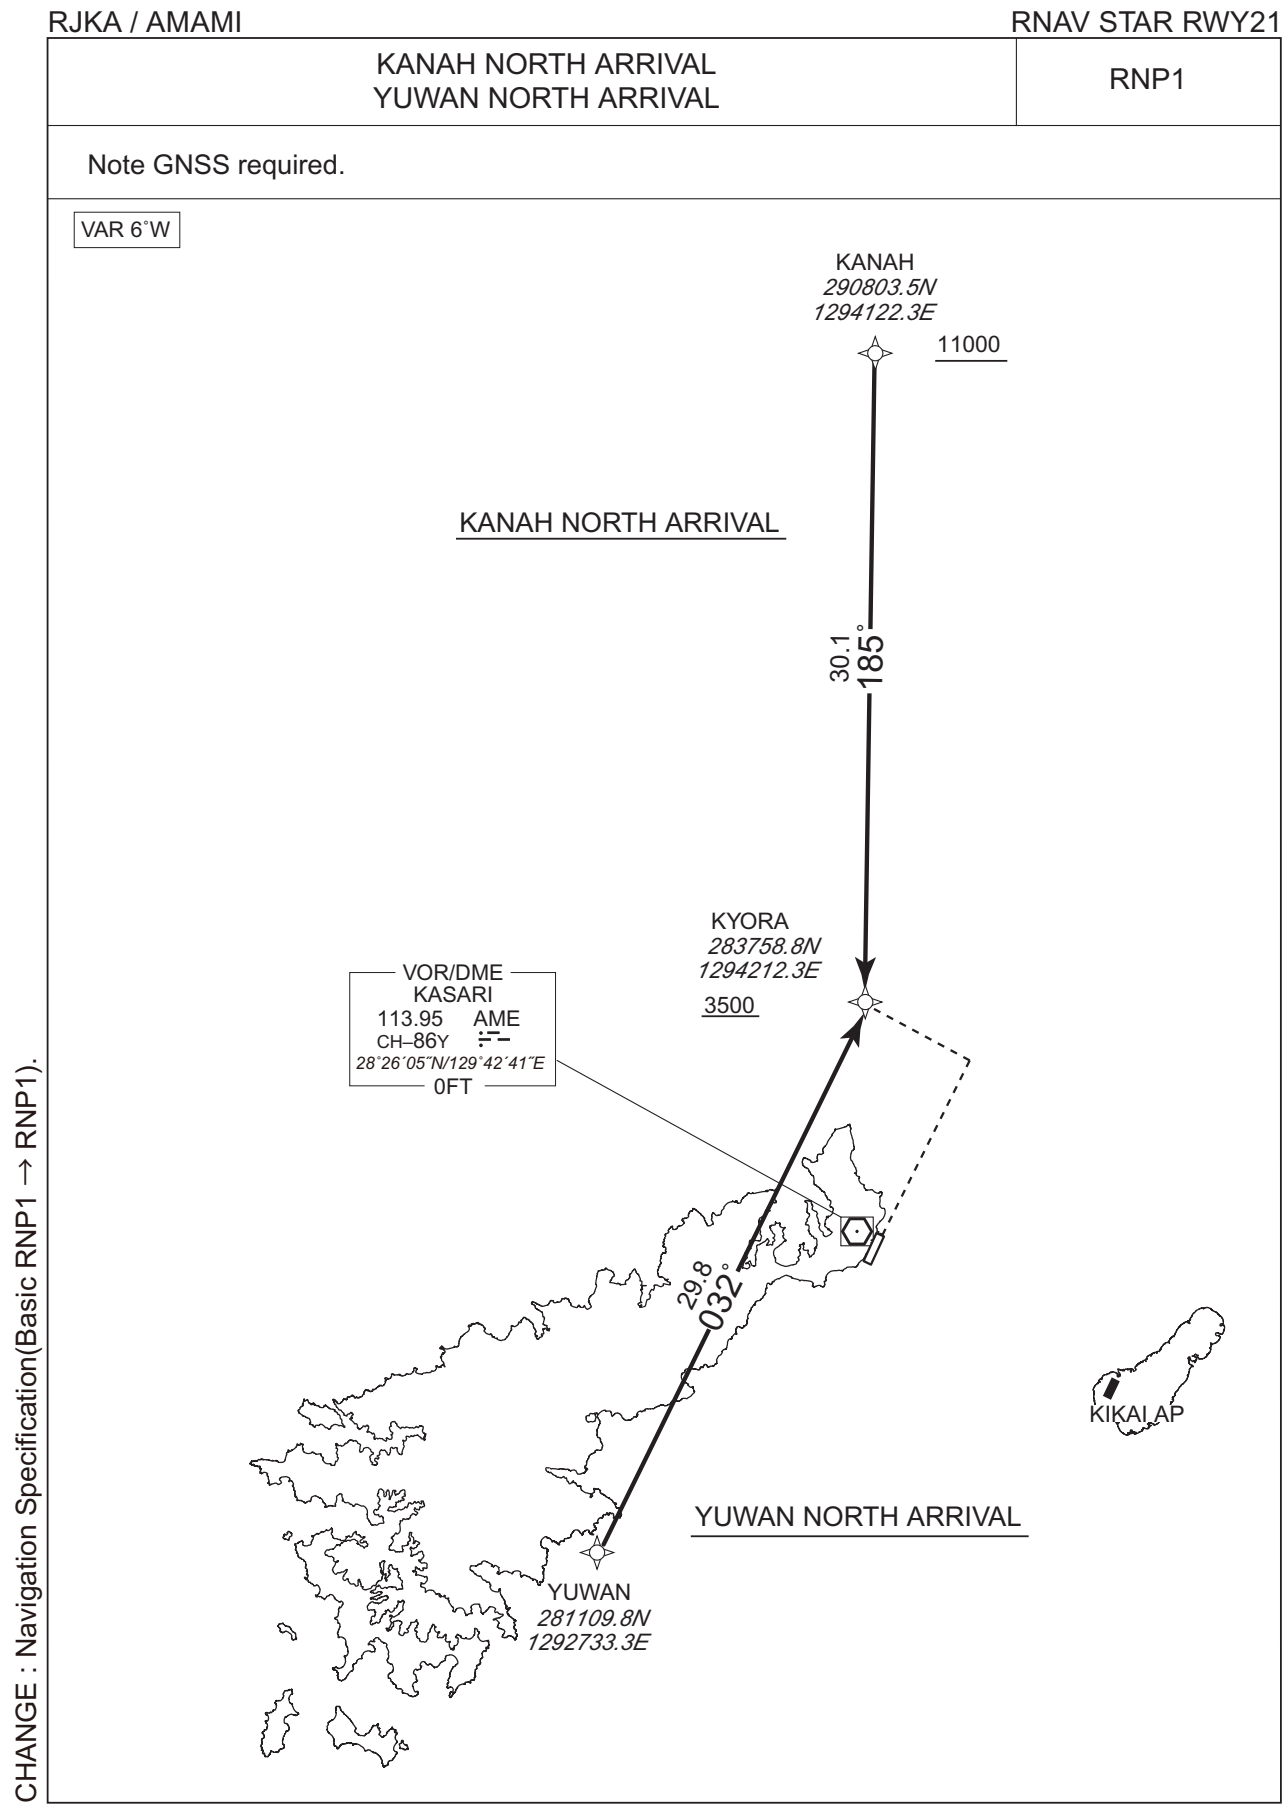 RJKA / AMAMI
RNAV STAR RWY21
KANAH NORTH ARRIVAL
YUWAN NORTH ARRIVAL
RNP1
Note GNSS required.
VAR 6°W
KANAH
290803.5N
1294122.3E
11000
KANAH NORTH ARRIVAL
30.1
185°
KYORA
283758.8N
1294212.3E
3500
VOR/DME
KASARI
113.95 AME
CH–86Y
28°26′05″N/129°42′41″E
0FT
29.8
032°
KIKAI AP
YUWAN NORTH ARRIVAL
YUWAN
281109.8N
1292733.3E
CHANGE : Navigation Specification(Basic RNP1 → RNP1).